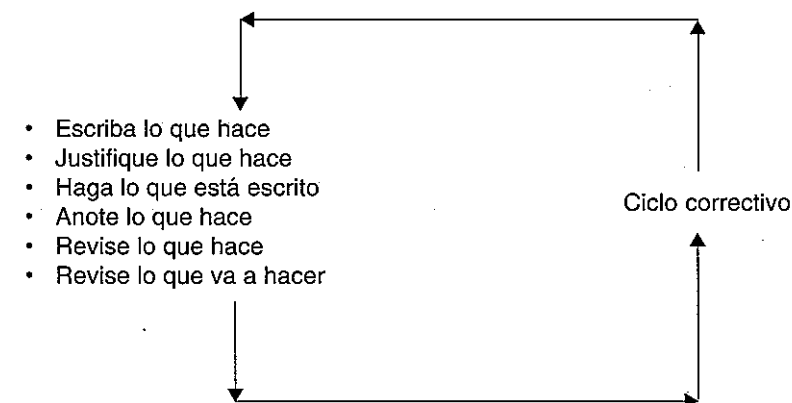 • Escriba lo que hace
• Justifique lo que hace
• Haga lo que está escrito
• Anote lo que hace
• Revise lo que hace
• Revise lo que va a hacer
Ciclo correctivo